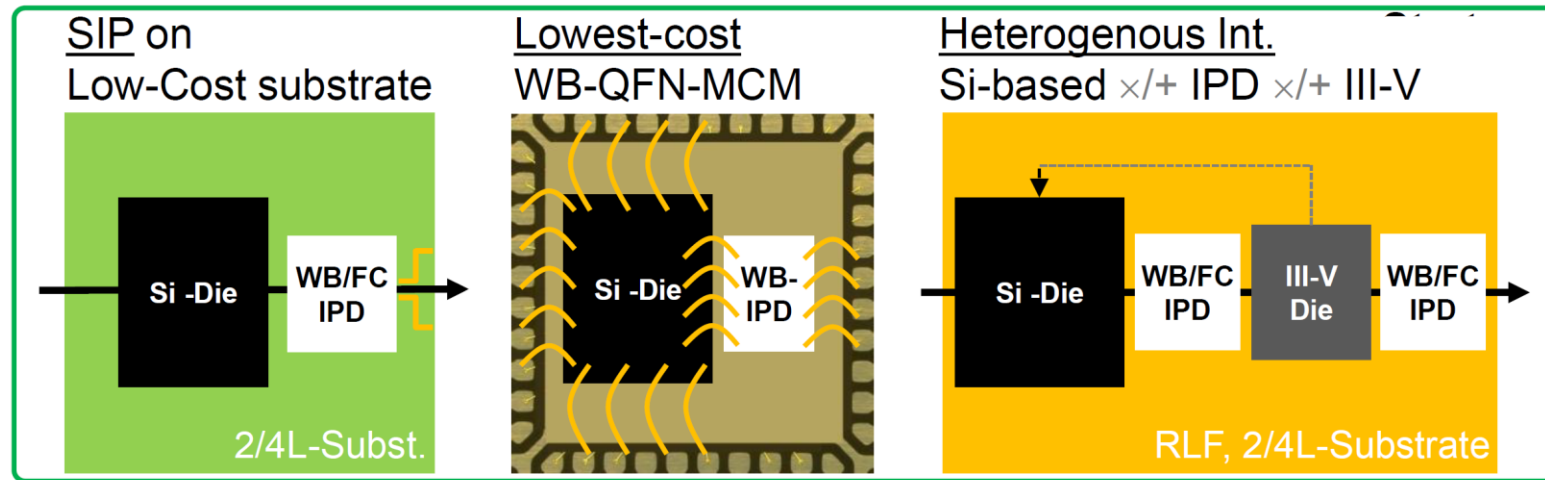 SIP on
Low-Cost substrate
Si -Die
WB/FC
IPD
2/4L-Subst.
Lowest-cost
WB-QFN-MCM
Si -Die
WB-
IPD
Heterogenous Int.
Si-based ×/+ IPD ×/+ III-V
Si -Die
WB/FC
IPD
III-V
Die
WB/FC
IPD
RLF, 2/4L-Substrate